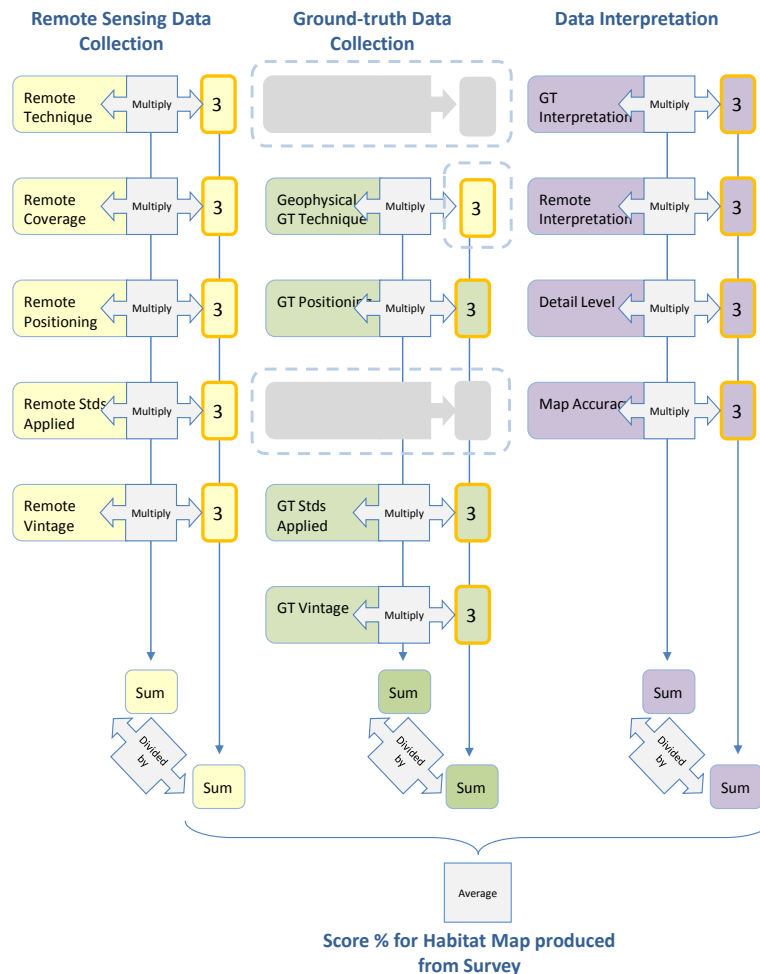 Remote Sensing Data
Collection
Ground-truth Data
Collection
Data Interpretation
Remote
Technique
Multiply
3
GT
Interpretation
Multiply
3
Remote
Coverage
Multiply
3
Geophysical
GT Technique
Multiply
3
Remote
Interpretation
Multiply
3
Remote
Positioning
Multiply
3
GT Positioning
Multiply
3
Detail Level
Multiply
3
Remote Stds
Applied
Multiply
3
Map Accuracy
Multiply
3
Remote
Vintage
Multiply
3
GT Stds
Applied
Multiply
3
GT Vintage
Multiply
3
Sum
Sum
Sum
Divided
by
Divided
by
Divided
by
Sum
Sum
Sum
Average
Score % for Habitat Map produced
from Survey